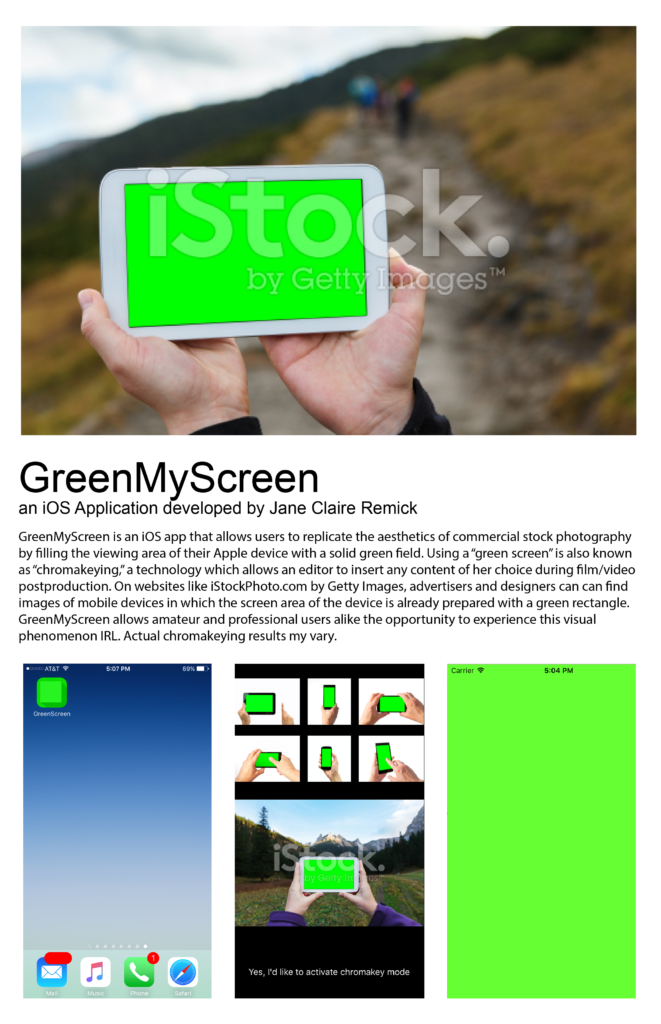 iStock.
by Getty Images™
GreenMyScreen
an iOS Application developed by Jane Claire Remick
GreenMyScreen is an iOS app that allows users to replicate the aesthetics of commercial stock photography
by filling the viewing area of their Apple device with a solid green field. Using a “green screen” is also known
as “chromakeying,” a technology which allows an editor to insert any content of her choice during film/video
postproduction. On websites like iStockPhoto.com by Getty Images, advertisers and designers can can find
images of mobile devices in which the screen area of the device is already prepared with a green rectangle.
GreenMyScreen allows amateur and professional users alike the opportunity to experience this visual
phenomenon IRL. Actual chromakeying results my vary.
AT&T 5:07 PM 69%
GreenScreen
1
Mail Music Phone Safari
iStock.
by Getty Images
Yes, I'd like to activate chromakey mode
Carrier 5:04 PM